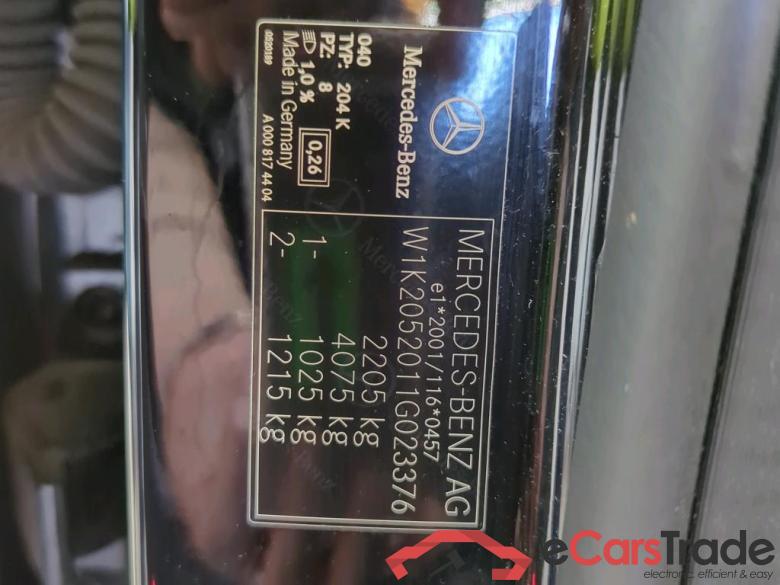 MERCEDES-BENZ AG
e1*2001/116*0457
W1K2052011G023376
2205 kg
4075 kg
1- 1025 kg
2- 1215 kg
Mercedes-Benz
040
TYP: 204 K
PZ: 8
1,0 % 0,26
Made in Germany
0520189 A 000 817 44 04
eCarsTrade
electronic, efficient & easy